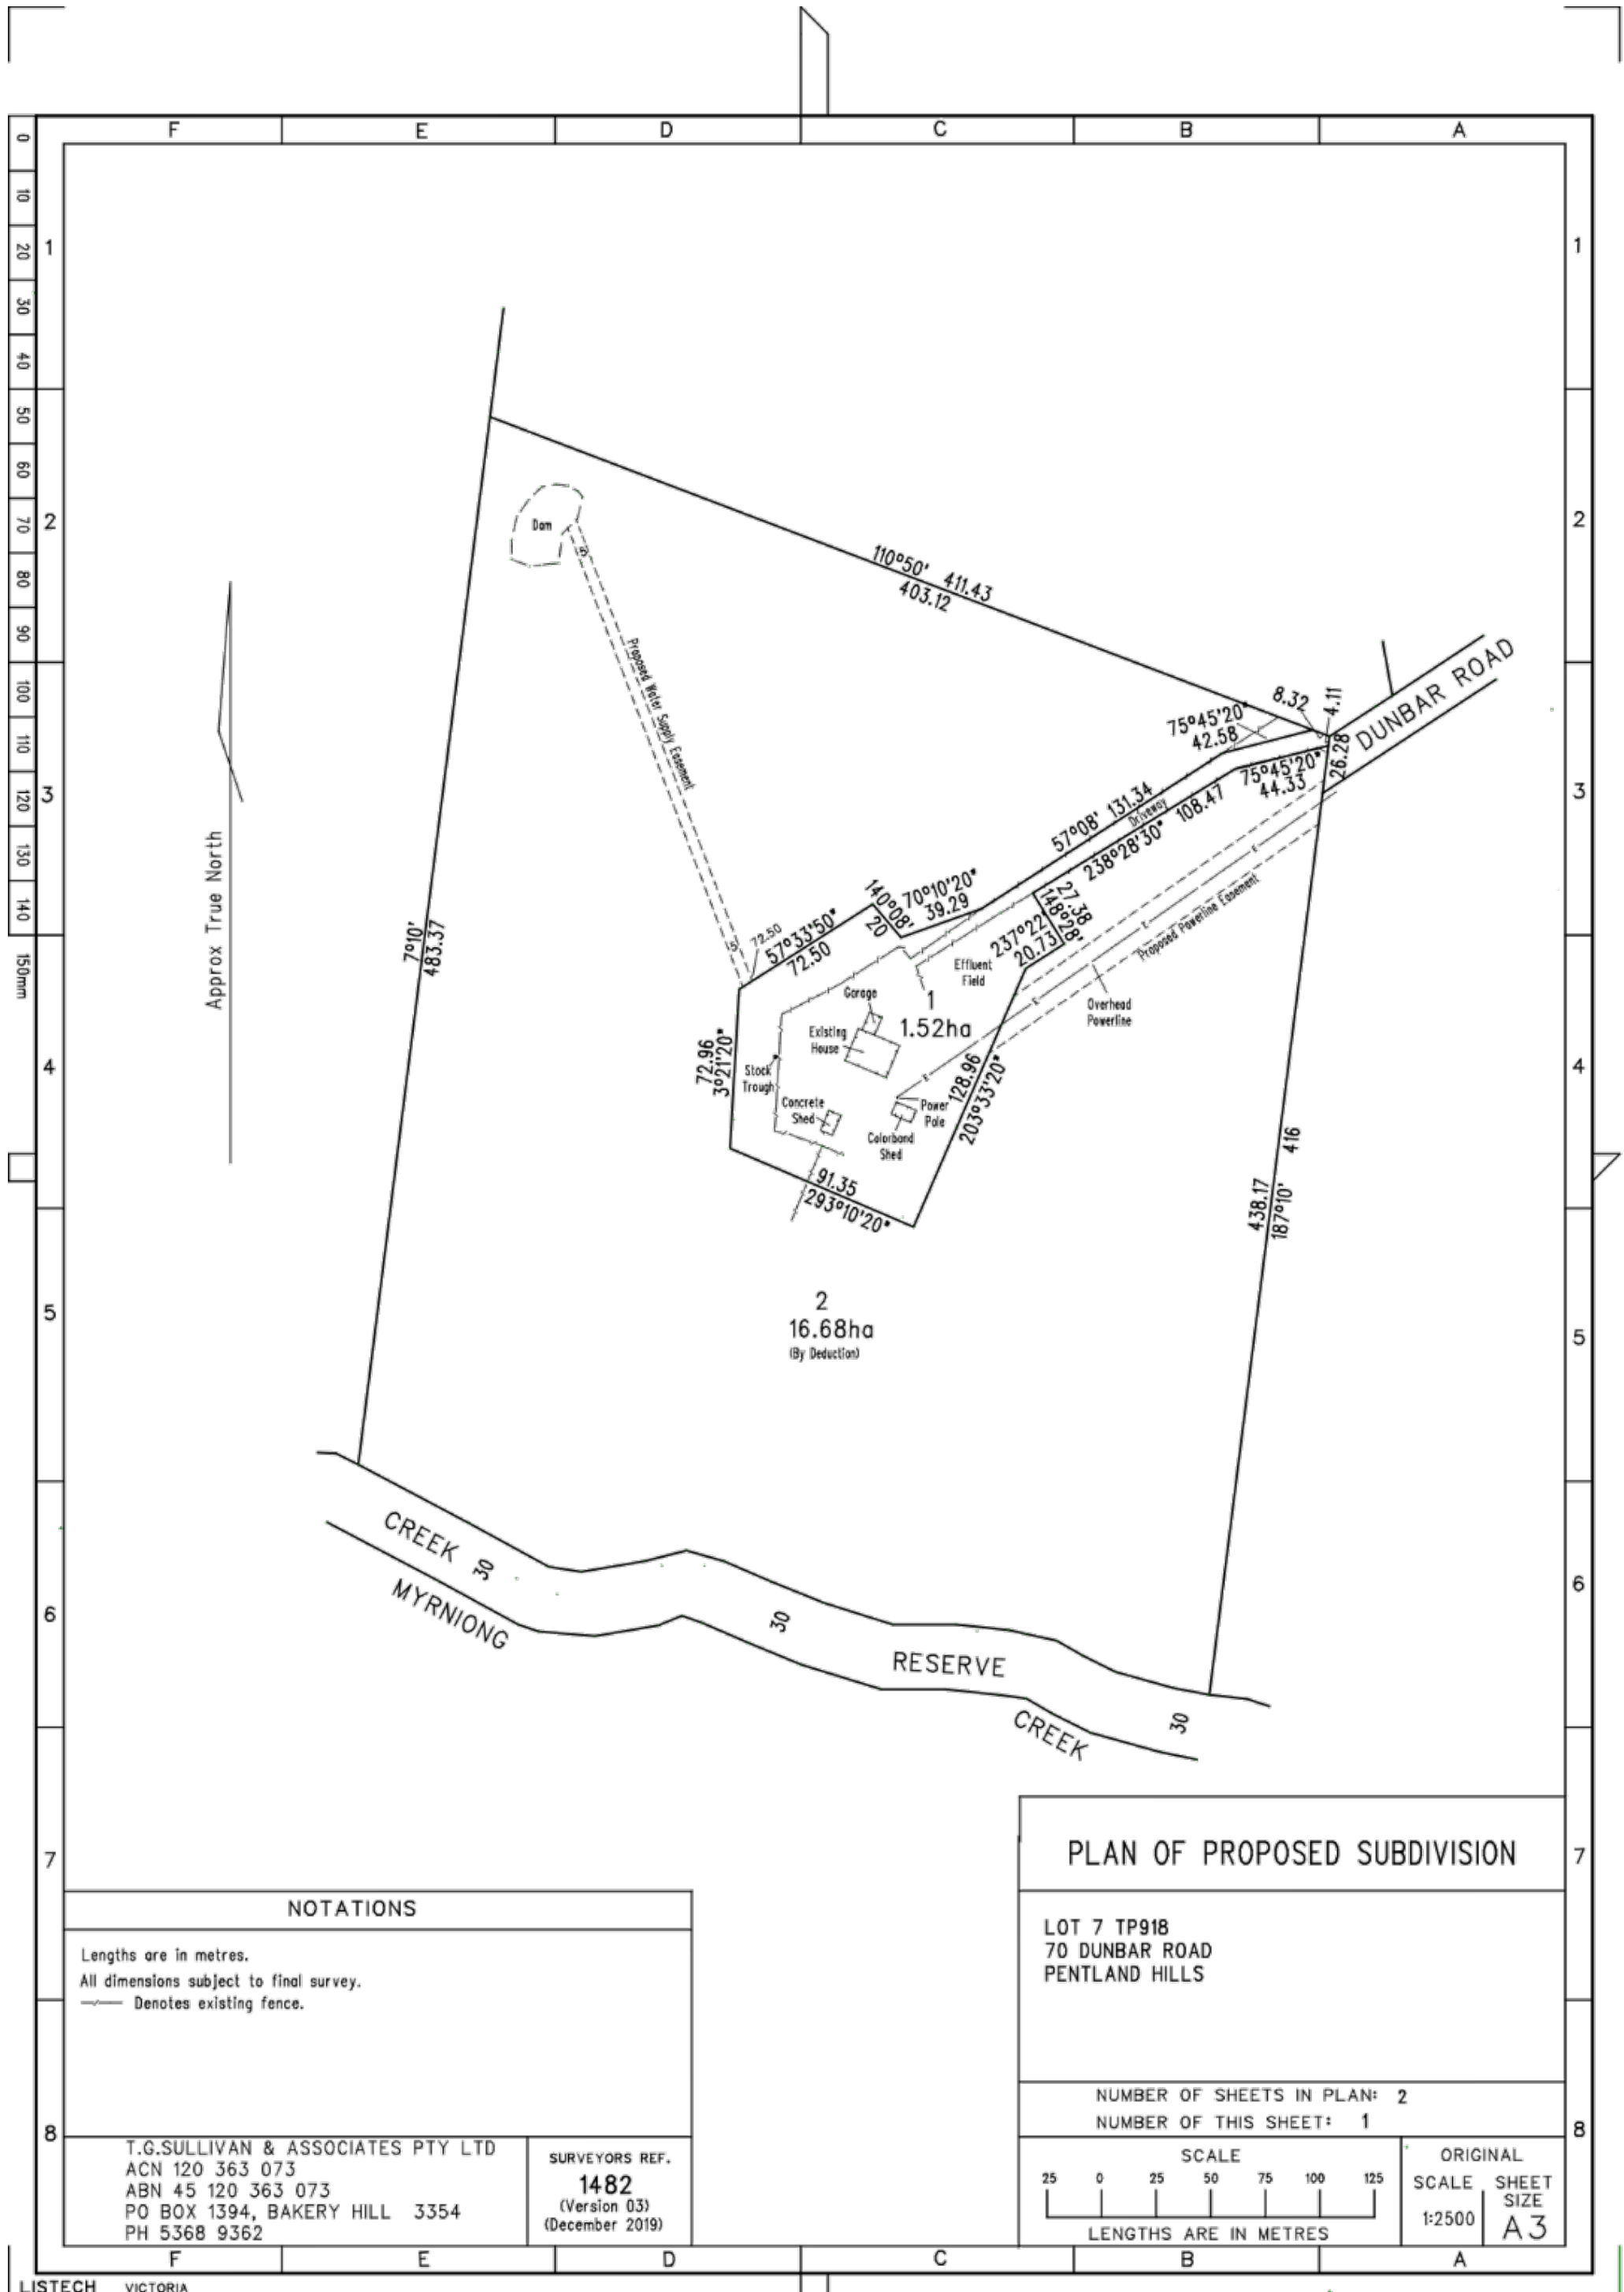 F E D C B A
0
10
20
30
40
50
60
70
80
90
100
110
120
130
140
150mm
1
2
3
4
5
6
7
8
1
2
3
4
5
6
7
8
Approx True North
Dam
5
Proposed Water Supply Easement
5
72.50
7°10'
483.37
110°50' 411.43
403.12
8.32
4.11
26.28
DUNBAR ROAD
75°45'20"
42.58
75°45'20"
44.33
57°08' 131.34
Driveway
238°28'30" 108.47
70°10'20"
39.29
140°08'
20
57°33'50"
72.50
27.38
148°28'
237°22'
20.73
Effluent
Field
Proposed Powerline Easement
Overhead
Powerline
E
E
E
E
Garage
1
1.52ha
Existing
House
72.96
3°21'20"
Stock
Trough
Concrete
Shed
Power
Pole
Colorbond
Shed
128.96
203°33'20"
91.35
293°10'20"
416
438.17
187°10'
2
16.68ha
(By Deduction)
CREEK 30
MYRNIONG
30
RESERVE
CREEK
30
PLAN OF PROPOSED SUBDIVISION
LOT 7 TP918
70 DUNBAR ROAD
PENTLAND HILLS
NUMBER OF SHEETS IN PLAN: 2
NUMBER OF THIS SHEET: 1
NOTATIONS
Lengths are in metres.
All dimensions subject to final survey.
Denotes existing fence.
T.G.SULLIVAN & ASSOCIATES PTY LTD
ACN 120 363 073
ABN 45 120 363 073
PO BOX 1394, BAKERY HILL 3354
PH 5368 9362
SURVEYORS REF.
1482
(Version 03)
(December 2019)
SCALE
25 0 25 50 75 100 125
LENGTHS ARE IN METRES
ORIGINAL
SCALE SHEET
SIZE
1:2500 A3
F E D C B A
LISTECH VICTORIA